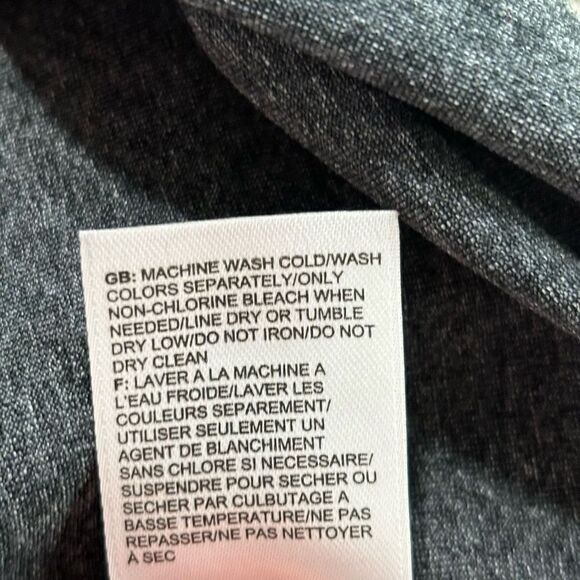 GB: MACHINE WASH COLD/WASH
COLORS SEPARATELY/ONLY
NON-CHLORINE BLEACH WHEN
NEEDED/LINE DRY OR TUMBLE
DRY LOW/DO NOT IRON/DO NOT
DRY CLEAN
F: LAVER A LA MACHINE A
L'EAU FROIDE/LAVER LES
COULEURS SEPAREMENT/
UTILISER SEULEMENT UN
AGENT DE BLANCHIMENT
SANS CHLORE SI NECESSAIRE/
SUSPENDRE POUR SECHER OU
SECHER PAR CULBUTAGE A
BASSE TEMPERATURE/NE PAS
REPASSER/NE PAS NETTOYER
À SEC